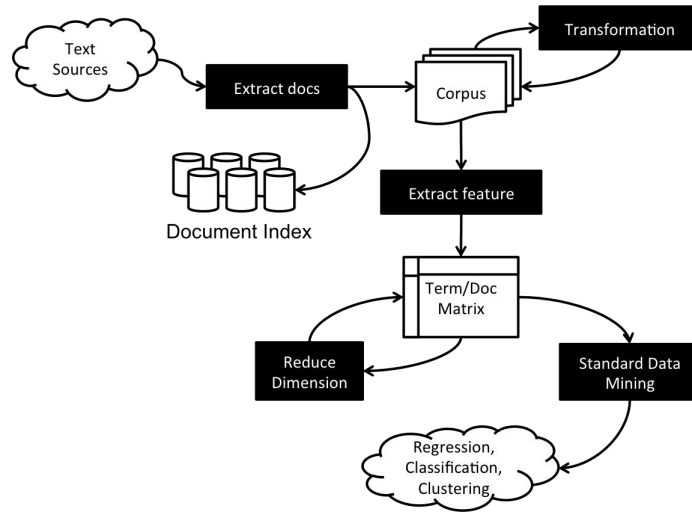 Text
Sources
Extract docs
Corpus
Transformation
Document Index
Extract feature
Term/Doc
Matrix
Reduce
Dimension
Standard Data
Mining
Regression,
Classification,
Clustering